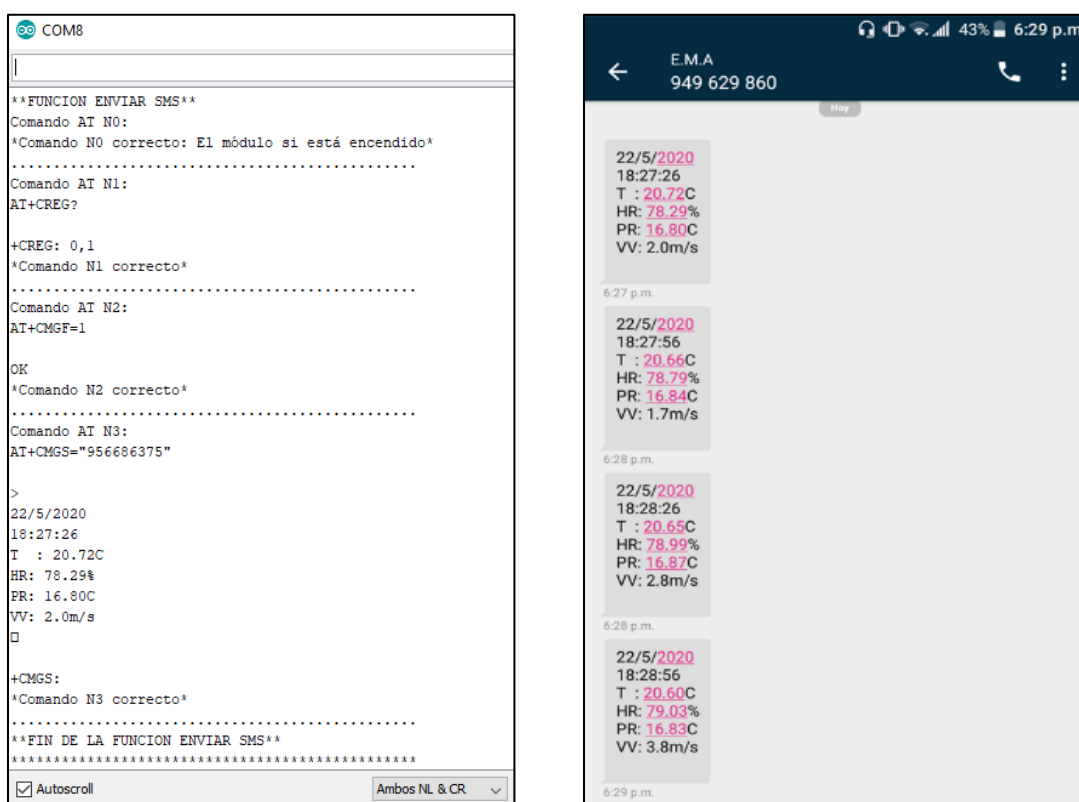 COM8
**FUNCION ENVIAR SMS**
Comando AT N0:
*Comando N0 correcto: El módulo si está encendido*
................................................
Comando AT N1:
AT+CREG?
+CREG: 0,1
*Comando N1 correcto*
................................................
Comando AT N2:
AT+CMGF=1
OK
*Comando N2 correcto*
................................................
Comando AT N3:
AT+CMGS="956686375"
>
22/5/2020
18:27:26
T  : 20.72C
HR: 78.29%
PR: 16.80C
VV: 2.0m/s
+CMGS:
*Comando N3 correcto*
................................................
**FIN DE LA FUNCION ENVIAR SMS**
************************************************
Autoscroll
Ambos NL & CR
43% 6:29 p.m
E.M.A
949 629 860
Hoy
22/5/2020
18:27:26
T  : 20.72C
HR: 78.29%
PR: 16.80C
VV: 2.0m/s
6:27 p.m.
22/5/2020
18:27:56
T  : 20.66C
HR: 78.79%
PR: 16.84C
VV: 1.7m/s
6:28 p.m.
22/5/2020
18:28:26
T  : 20.65C
HR: 78.99%
PR: 16.87C
VV: 2.8m/s
6:28 p.m.
22/5/2020
18:28:56
T  : 20.60C
HR: 79.03%
PR: 16.83C
VV: 3.8m/s
6:29 p.m.